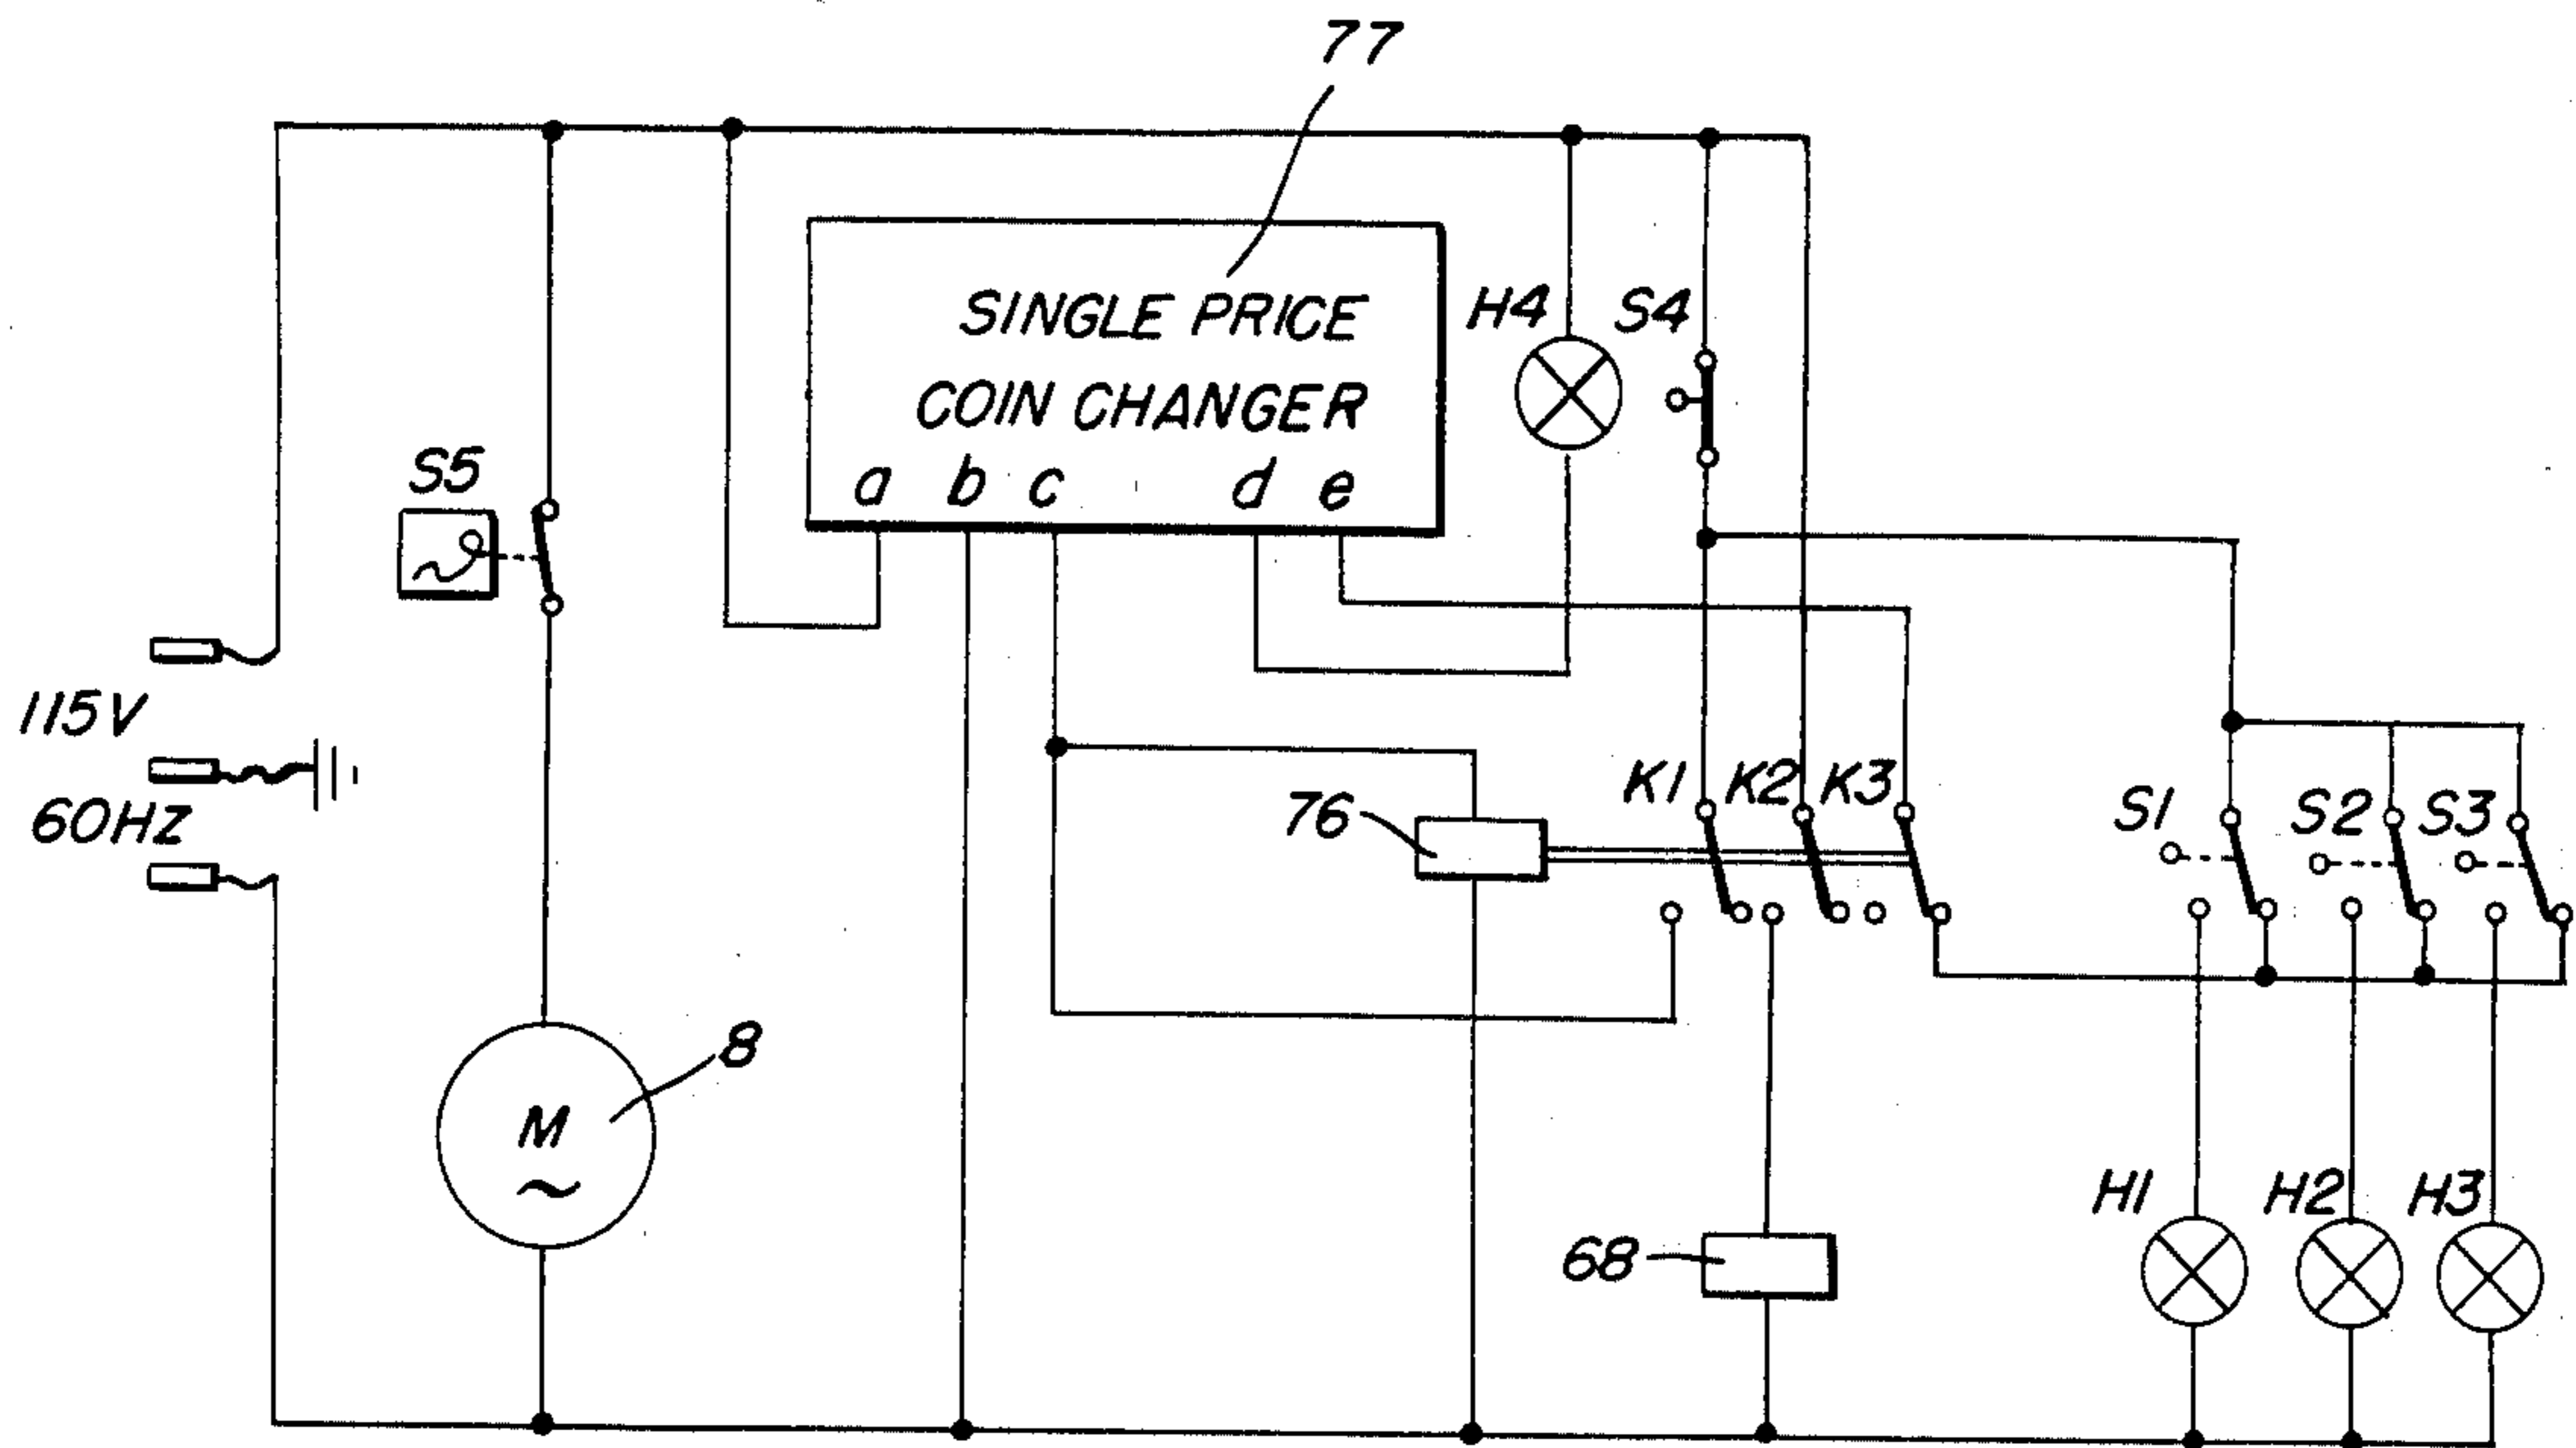 77
SINGLE PRICE
COIN CHANGER
a b c d e
H4 S4
S5
115V
60HZ
76
K1 K2 K3
S1 S2 S3
8
M
~
68
H1 H2 H3